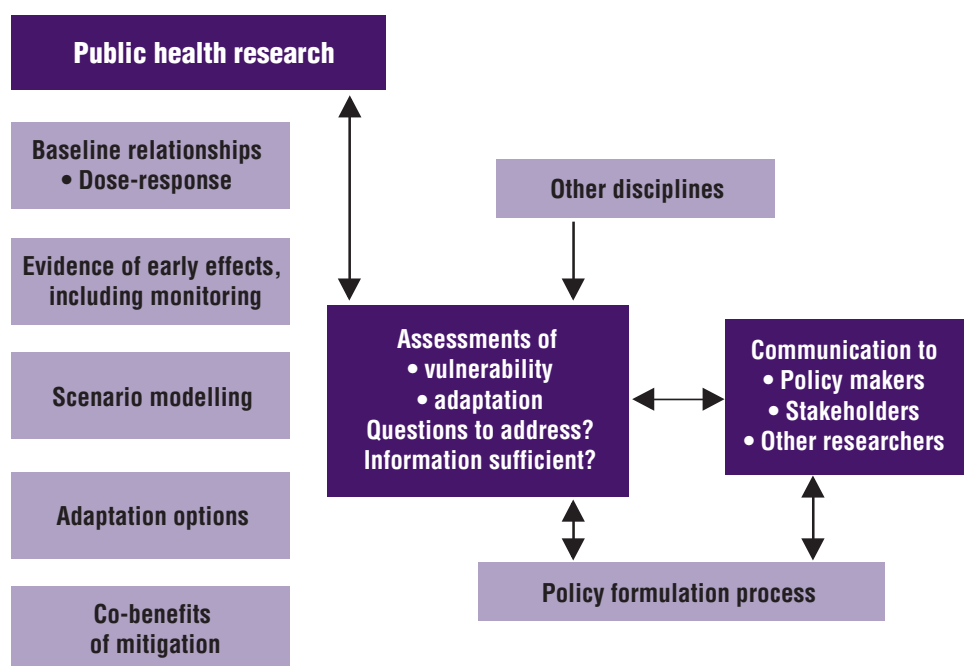 Public health research
Baseline relationships
• Dose-response
Evidence of early effects,
including monitoring
Scenario modelling
Adaptation options
Co-benefits
of mitigation
Other disciplines
Assessments of
• vulnerability
• adaptation
Questions to address?
Information sufficient?
Communication to
• Policy makers
• Stakeholders
• Other researchers
Policy formulation process